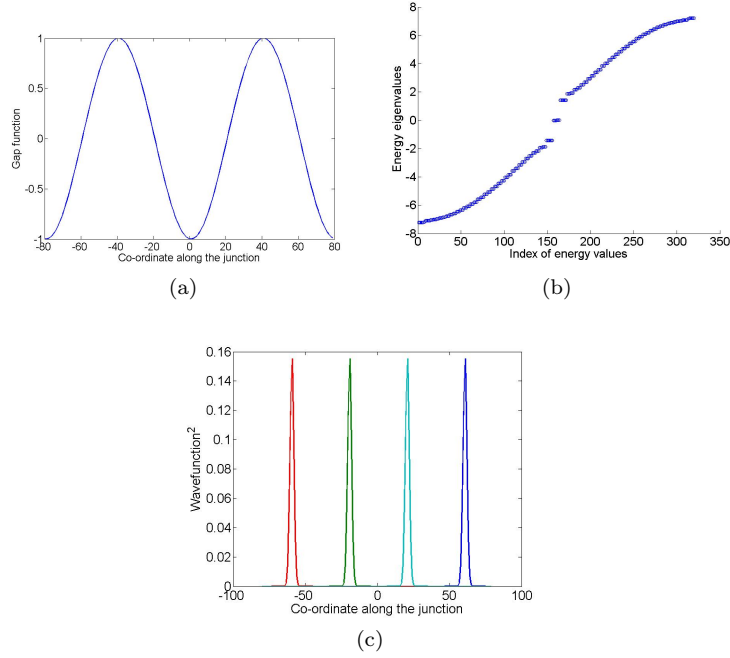 1
0.5
0
-0.5
-1
Gap function
-80 -60 -40 -20 0 20 40 60 80
Co-ordinate along the junction
(a)
8
6
4
2
0
-2
-4
-6
-8
Energy eigenvalues
0 50 100 150 200 250 300 350
Index of energy values
(b)
0.16
0.14
0.12
0.1
0.08
0.06
0.04
0.02
0
Wavefunction²
-100 -50 0 50 100
Co-ordinate along the junction
(c)